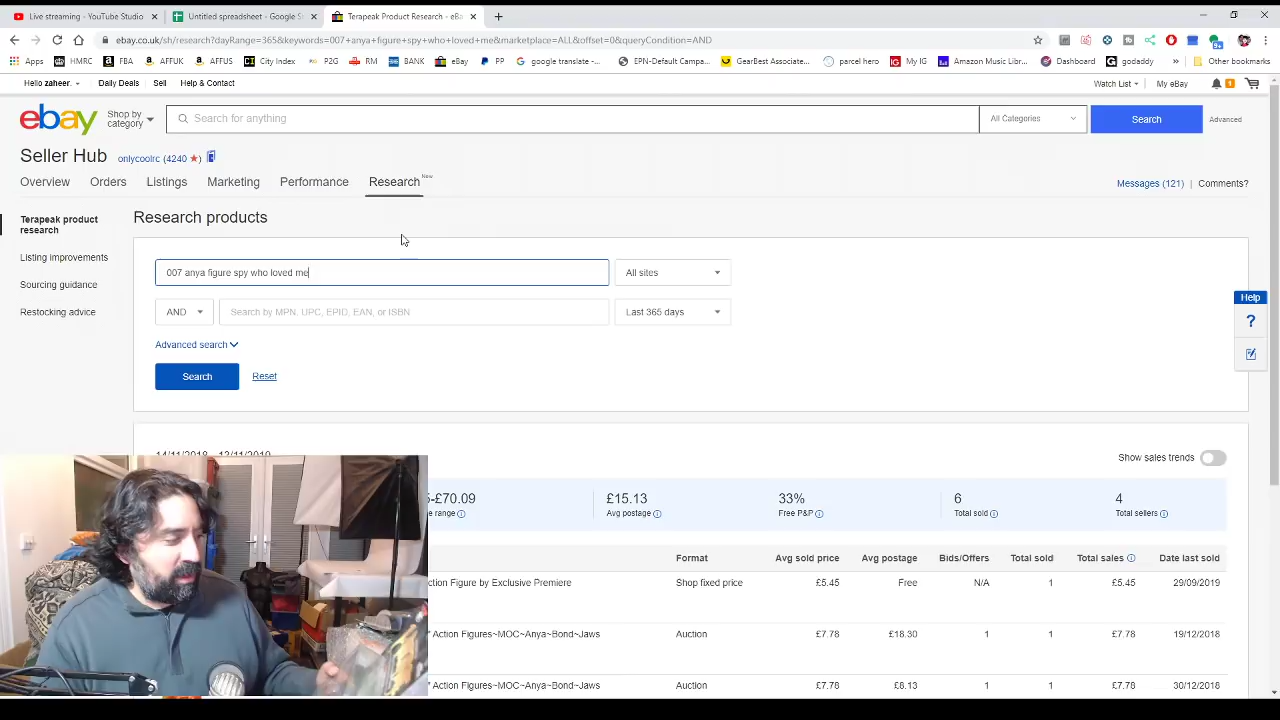 Live streaming - YouTube Studio
Untitled spreadsheet - Google S
Terapeak Product Research - eBa
ebay.co.uk/sh/research?dayRange=365&keywords=007+anya+figure+spy+who+loved+me&marketplace=ALL&offset=0&queryCondition=AND
Apps HMRC FBA AFFUK AFFUS City Index P2G RM BANK eBay PP google translate -... EPN-Default Campa... GearBest Associate... parcel hero My IG Amazon Music Libr... Dashboard godaddy » Other bookmarks
Hello zaheer. Daily Deals Sell Help & Contact Watch List My eBay 1
ebay Shop by category Search for anything All Categories Search Advanced
Seller Hub onlycoolrc (4240 ★)
Overview Orders Listings Marketing Performance Research New Messages (121) | Comments?
Terapeak product research
Listing improvements
Sourcing guidance
Restocking advice
Research products
007 anya figure spy who loved me All sites
AND Search by MPN, UPC, EPID, EAN, or ISBN Last 365 days
Advanced search
Search Reset
Help
?
14/11/2018 - 13/11/2019 Show sales trends
-£70.09 £15.13 33% 6 4
e range Avg postage Free P&P Total sold Total sellers
Format Avg sold price Avg postage Bids/Offers Total sold Total sales Date last sold
ction Figure by Exclusive Premiere Shop fixed price £5.45 Free N/A 1 £5.45 29/09/2019
Action Figures~MOC~Anya~Bond~Jaws Auction £7.78 £18.30 1 1 £7.78 19/12/2018
Action Figures~MOC~Anya~Bond~Jaws Auction £7.78 £8.13 1 1 £7.78 30/12/2018